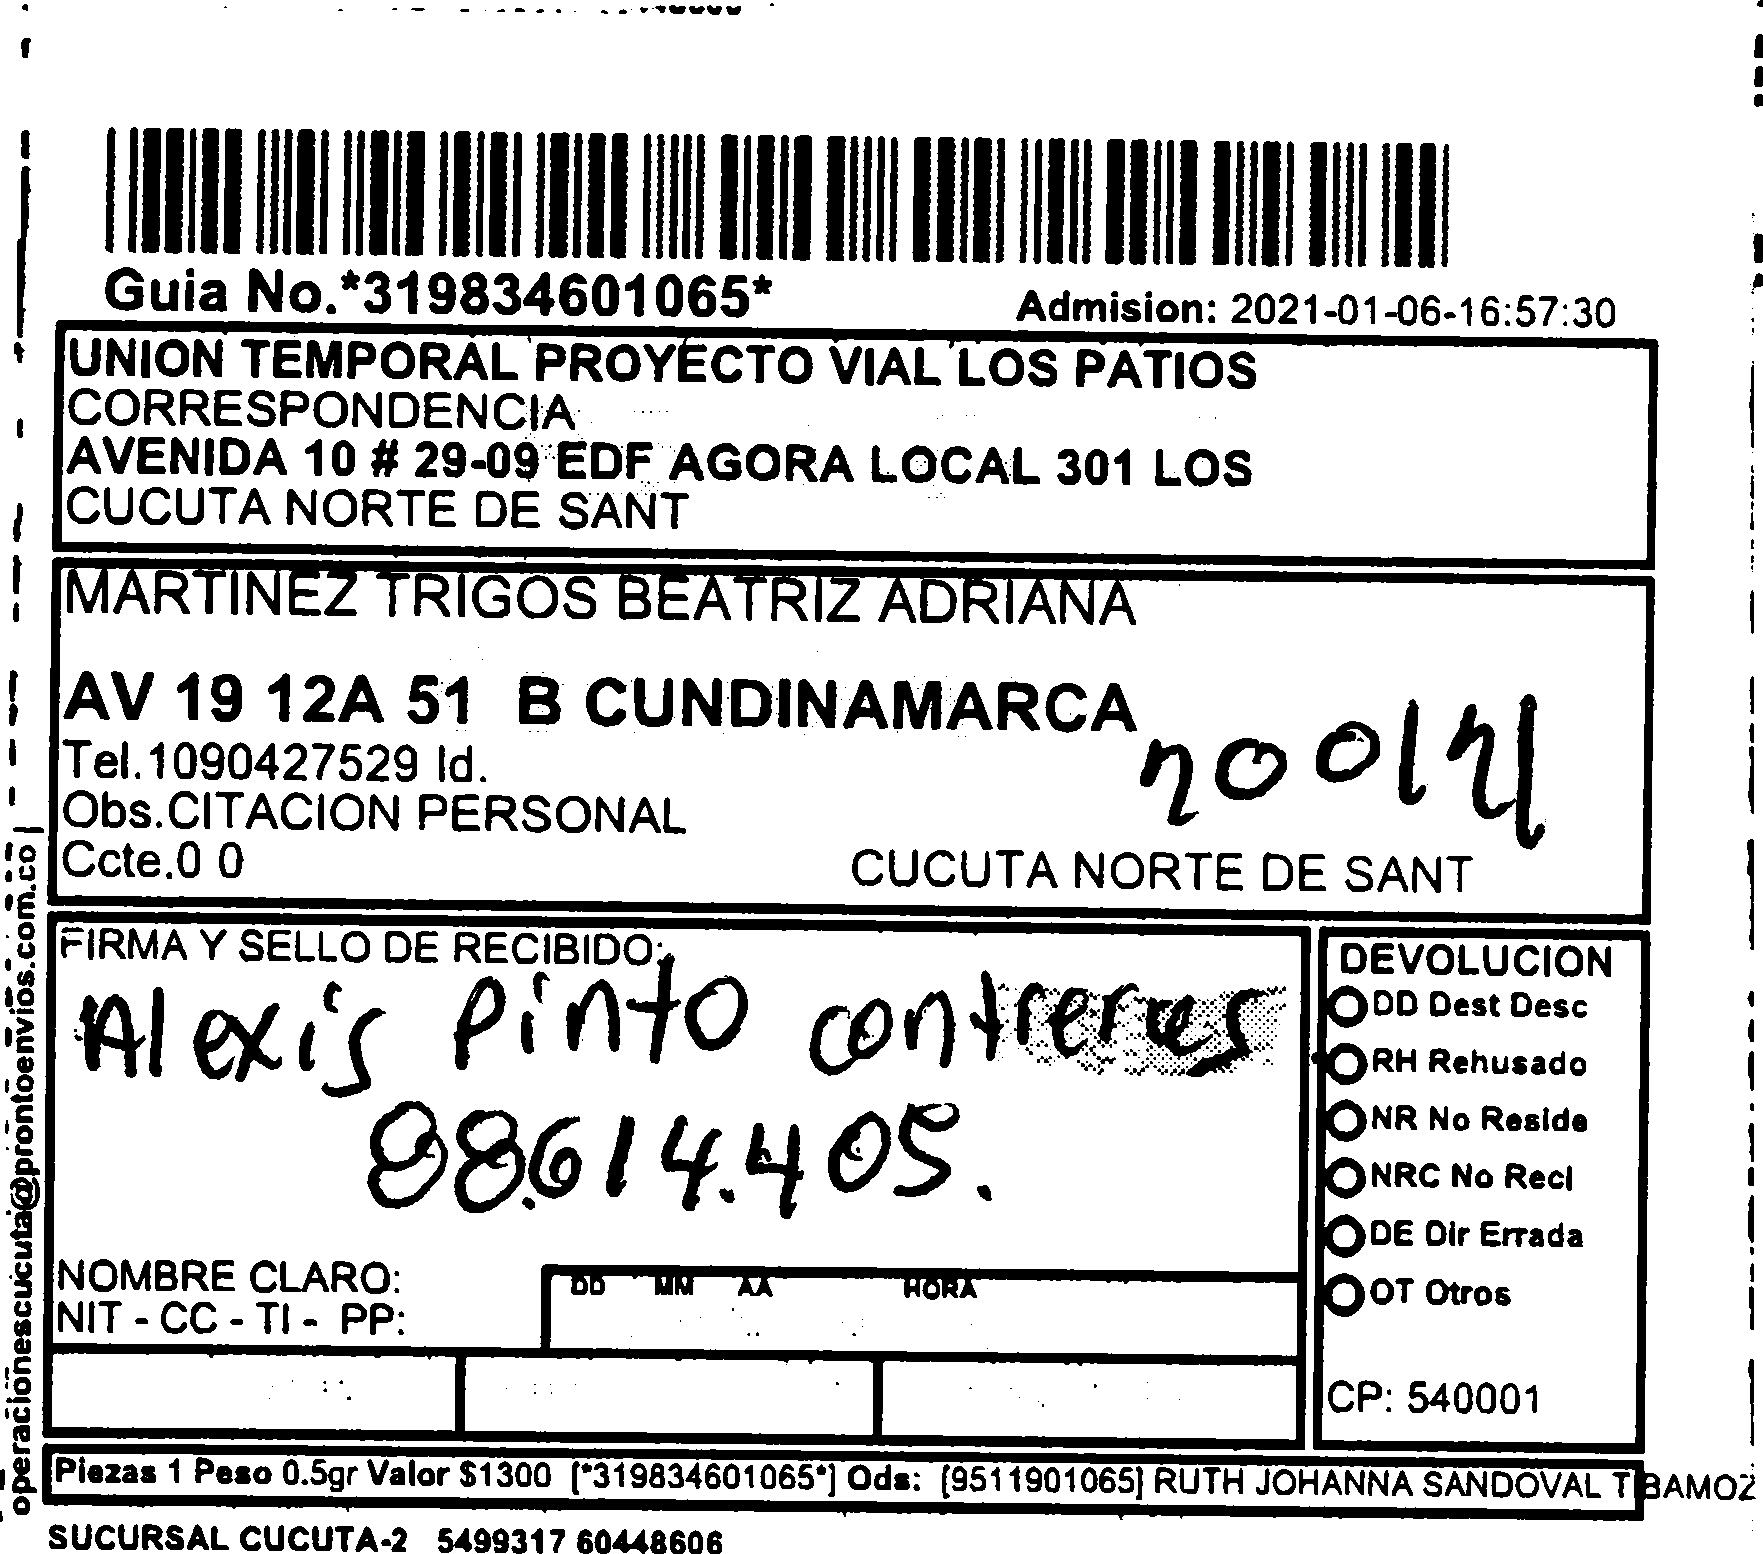 Guia No.*319834601065*
Admision: 2021-01-06-16:57:30
UNION TEMPORAL PROYECTO VIAL LOS PATIOS
CORRESPONDENCIA
AVENIDA 10 # 29-09 EDF AGORA LOCAL 301 LOS
CUCUTA NORTE DE SANT
MARTINEZ TRIGOS BEATRIZ ADRIANA
AV 19 12A 51 B CUNDINAMARCA
Tel.1090427529 Id.
Obs.CITACION PERSONAL
Ccte.0 0
CUCUTA NORTE DE SANT
FIRMA Y SELLO DE RECIBIDO:
Alexis Pinto contreras
88.614.405.
NOMBRE CLARO:
NIT - CC - TI - PP:
DD MM AA HORA
DEVOLUCION
DD Dest Desc
RH Rehusado
NR No Reside
NRC No Recl
DE Dir Errada
OT Otros
CP: 540001
Piezas 1 Peso 0.5gr Valor $1300 [*319834601065*] Ods: [9511901065] RUTH JOHANNA SANDOVAL TIBAMOZ
SUCURSAL CUCUTA-2 5499317 60448606
operacionescucuta@prontoenvios.com.co |